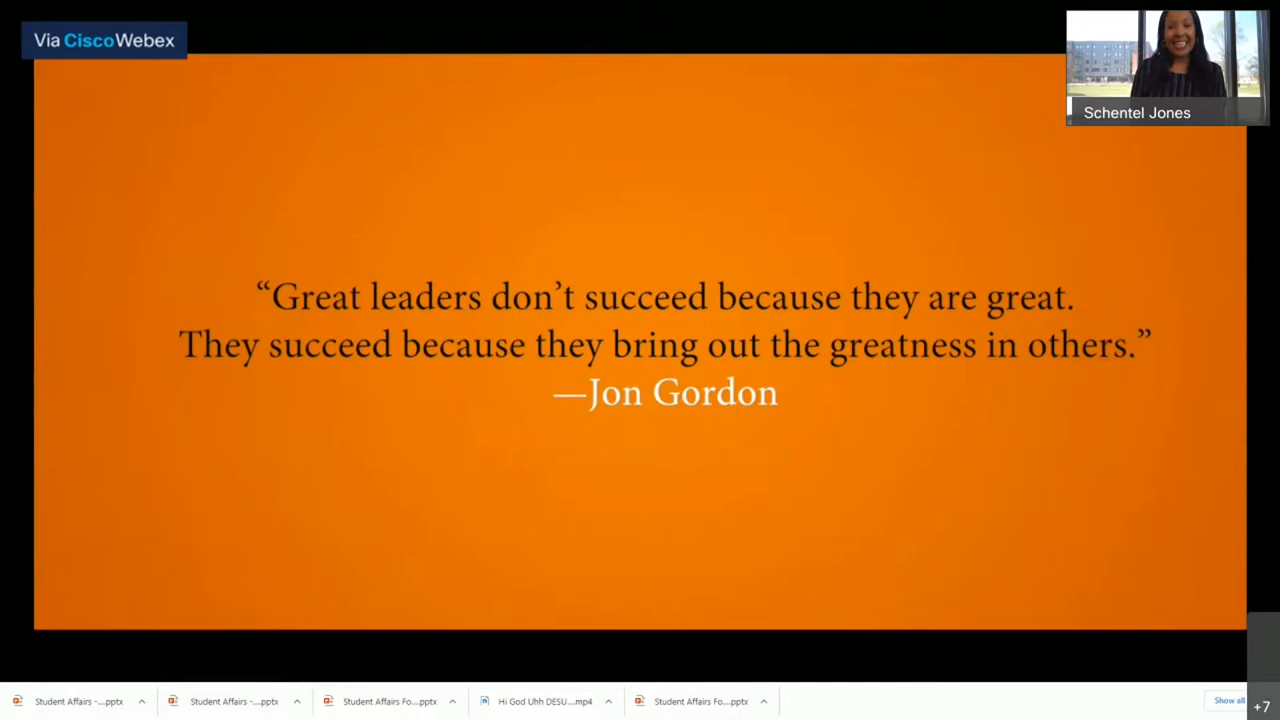 Via Cisco Webex
Schentel Jones
“Great leaders don’t succeed because they are great.
They succeed because they bring out the greatness in others.”
—Jon Gordon
Student Affairs -....pptx
Student Affairs -....pptx
Student Affairs Fo....pptx
Hi God Uhh DESU....mp4
Student Affairs Fo....pptx
Show all
+7